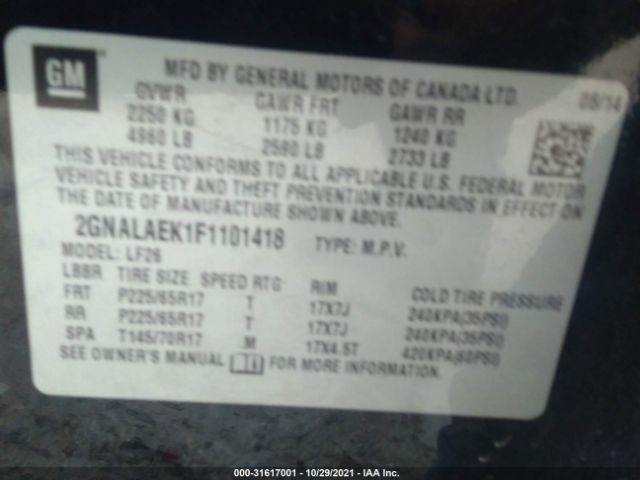 GM
MFD BY GENERAL MOTORS OF CANADA LTD. 08/14
GVWR GAWR FRT GAWR RR
2250 KG 1175 KG 1240 KG
4960 LB 2590 LB 2733 LB
THIS VEHICLE CONFORMS TO ALL APPLICABLE U.S. FEDERAL MOTOR
VEHICLE SAFETY AND THEFT PREVENTION STANDARDS IN EFFECT ON
THE DATE OF MANUFACTURE SHOWN ABOVE.
2GNALAEK1F1101418 TYPE: M.P.V.
MODEL: LF26
LBBR TIRE SIZE SPEED RTG RIM COLD TIRE PRESSURE
FRT P225/65R17 T 17X7J 240KPA(35PSI)
RR P225/65R17 T 17X7J 240KPA(35PSI)
SPA T145/70R17 M 17X4.5T 420KPA(60PSI)
SEE OWNER'S MANUAL FOR MORE INFORMATION.
000-31617001 - 10/29/2021 - IAA Inc.